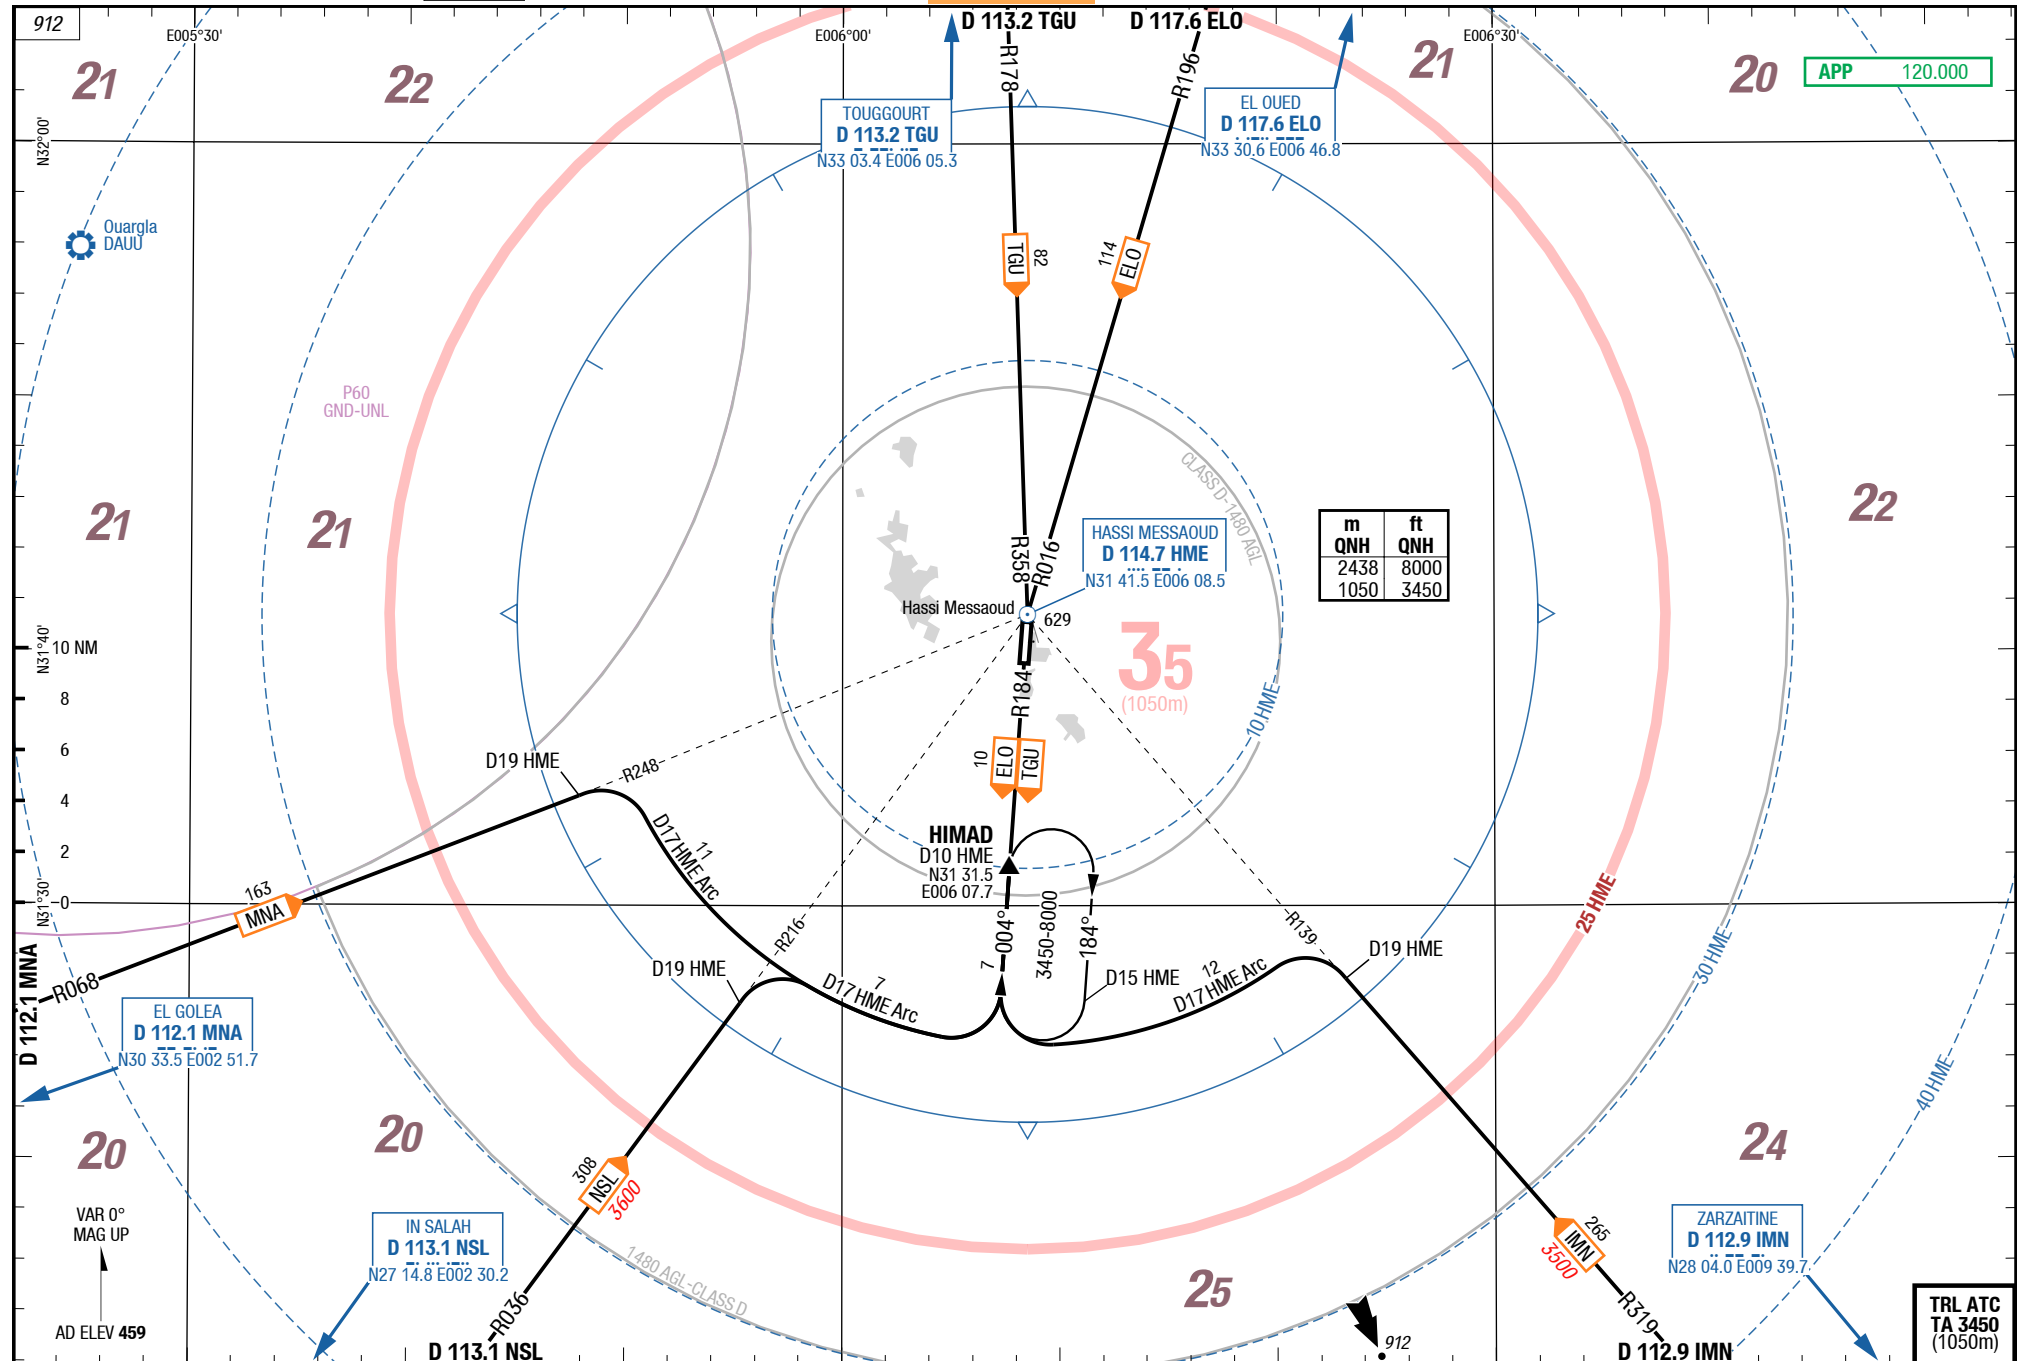 912
E005°30'
E006°00'
D 113.2 TGU
D 117.6 ELO
E006°30'
21
22
21
20
APP 120.000
R178
R196
N32°00'
TOUGGOURT
D 113.2 TGU
N33 03.4 E006 05.3
EL OUED
D 117.6 ELO
N33 30.6 E006 46.8
Ouargla
DAUU
TGU
82
114
ELO
P60
GND-UNL
CLASS D-1480 AGL
21
21
22
R358
R016
HASSI MESSAOUD
D 114.7 HME
N31 41.5 E006 08.5
m ft
QNH QNH
2438 8000
1050 3450
Hassi Messaoud
629
35
(1050m)
N31°40'
10 NM
8
6
4
2
0
N31°30'
R184
10 HME
10
ELO
TGU
D19 HME
R248
11
D17 HME Arc
HIMAD
D10 HME
N31 31.5
E006 07.7
163
MNA
R068
D 112.1 MNA
25 HME
R216
R139
004°
7
3450-8000
184°
D19 HME
D15 HME
D19 HME
7
D17 HME Arc
12
D17 HME Arc
30 HME
40 HME
EL GOLEA
D 112.1 MNA
N30 33.5 E002 51.7
20
20
24
25
308
NSL
3600
VAR 0°
MAG UP
AD ELEV 459
IN SALAH
D 113.1 NSL
N27 14.8 E002 30.2
1480 AGL-CLASS D
R036
D 113.1 NSL
265
IMN
3500
ZARZAITINE
D 112.9 IMN
N28 04.0 E009 39.7
R319
D 112.9 IMN
912
TRL ATC
TA 3450
(1050m)